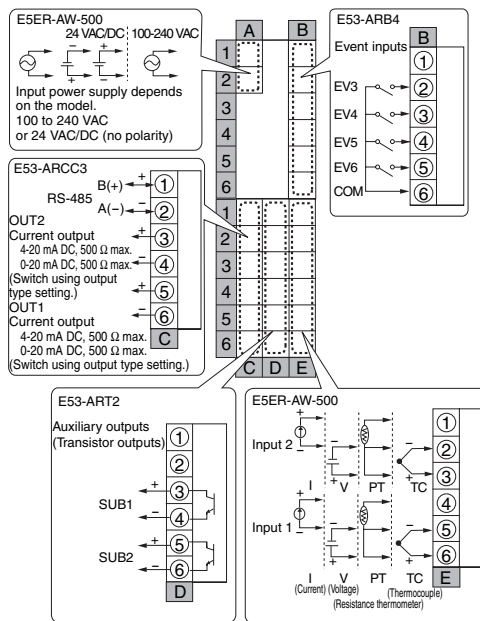 E5ER-AW-500
24 VAC/DC
100-240 VAC
− + + −
Input power supply depends
on the model.
100 to 240 VAC
or 24 VAC/DC (no polarity)
A
B
1
2
3
4
5
6
1
2
3
4
5
6
C D E
E53-ARB4
Event inputs
B
1
EV3
2
EV4
3
EV5
4
EV6
5
COM
6
E53-ARCC3
B(+)
+
1
RS-485
A(−)
−
2
OUT2
Current output
+
3
4-20 mA DC, 500 Ω max.
0-20 mA DC, 500 Ω max.
−
4
(Switch using output
type setting.)
+
5
OUT1
Current output
−
6
4-20 mA DC, 500 Ω max.
0-20 mA DC, 500 Ω max.
C
(Switch using output type setting.)
E53-ART2
Auxiliary outputs
(Transistor outputs)
1
2
SUB1
+
3
−
4
SUB2
+
5
−
6
D
E5ER-AW-500
1
Input 2
+
−
−
+
−
+
2
3
I V PT TC
4
Input 1
+
−
−
+
−
+
5
6
I V PT TC
E
(Current) (Voltage) (Thermocouple)
(Resistance thermometer)